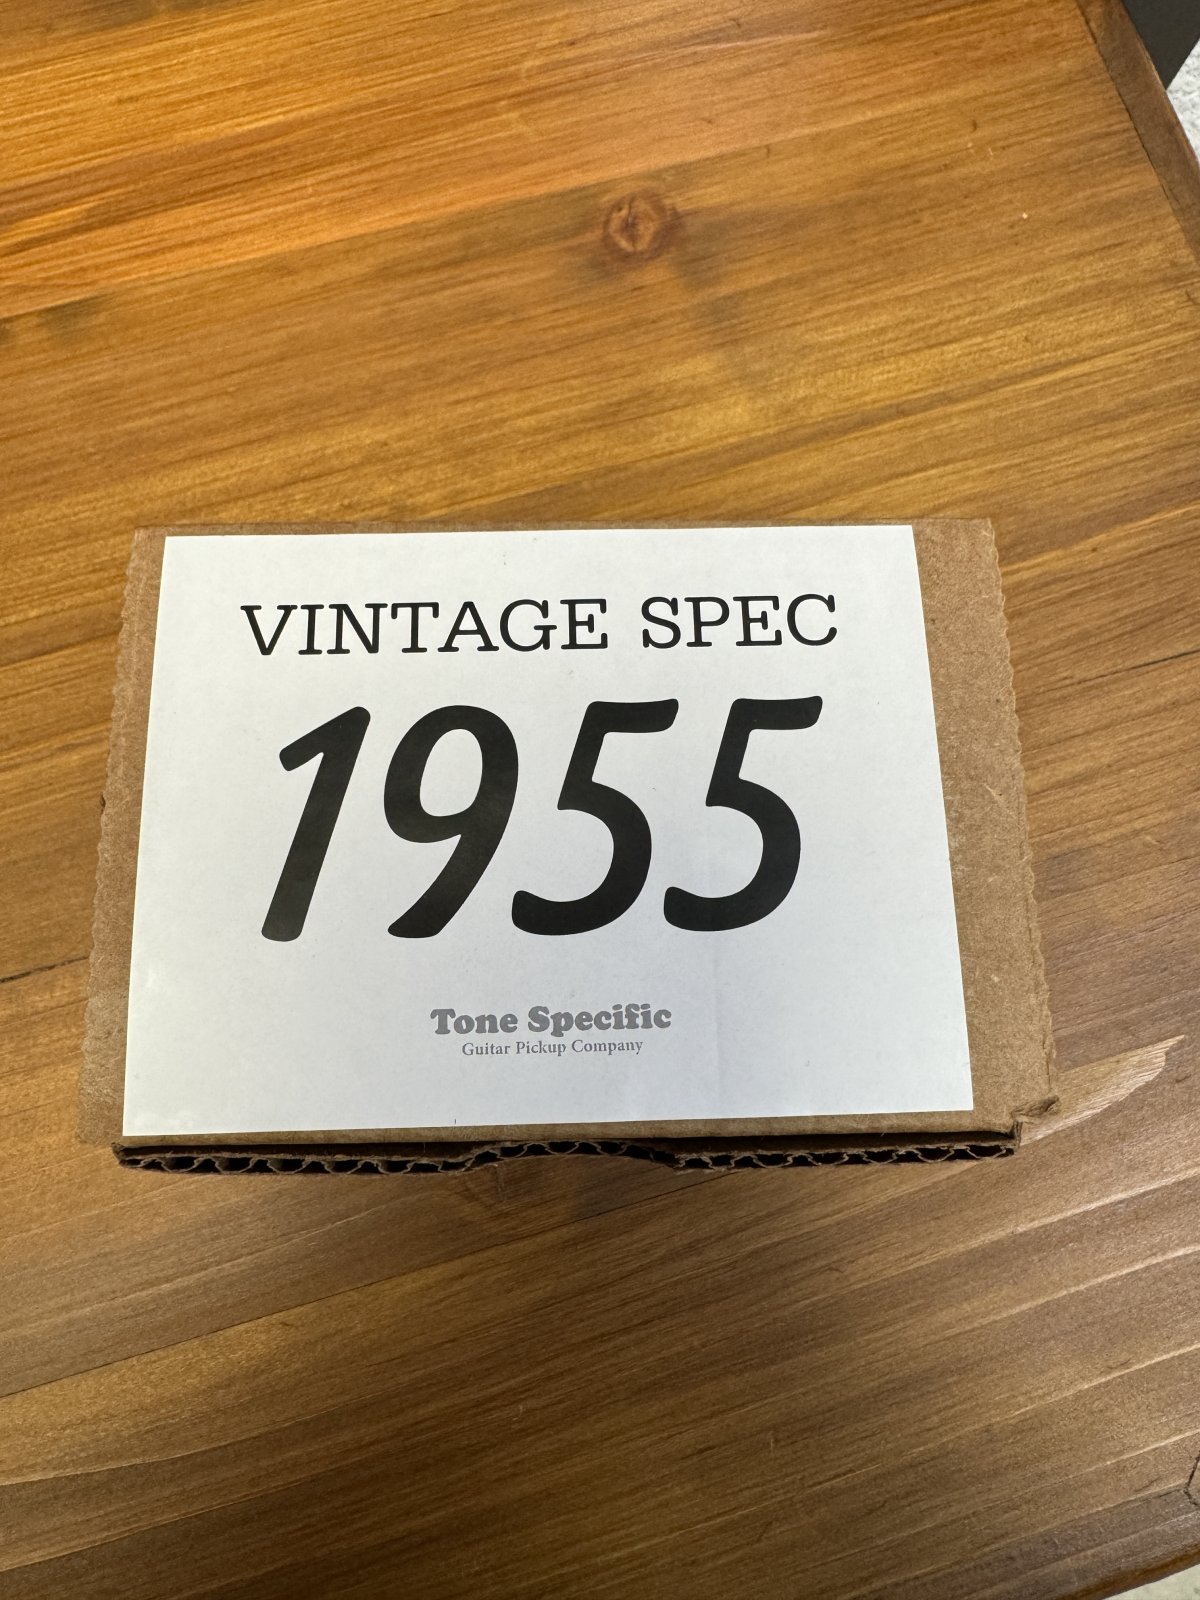 VINTAGE SPEC
1955
Tone Specific
Guitar Pickup Company